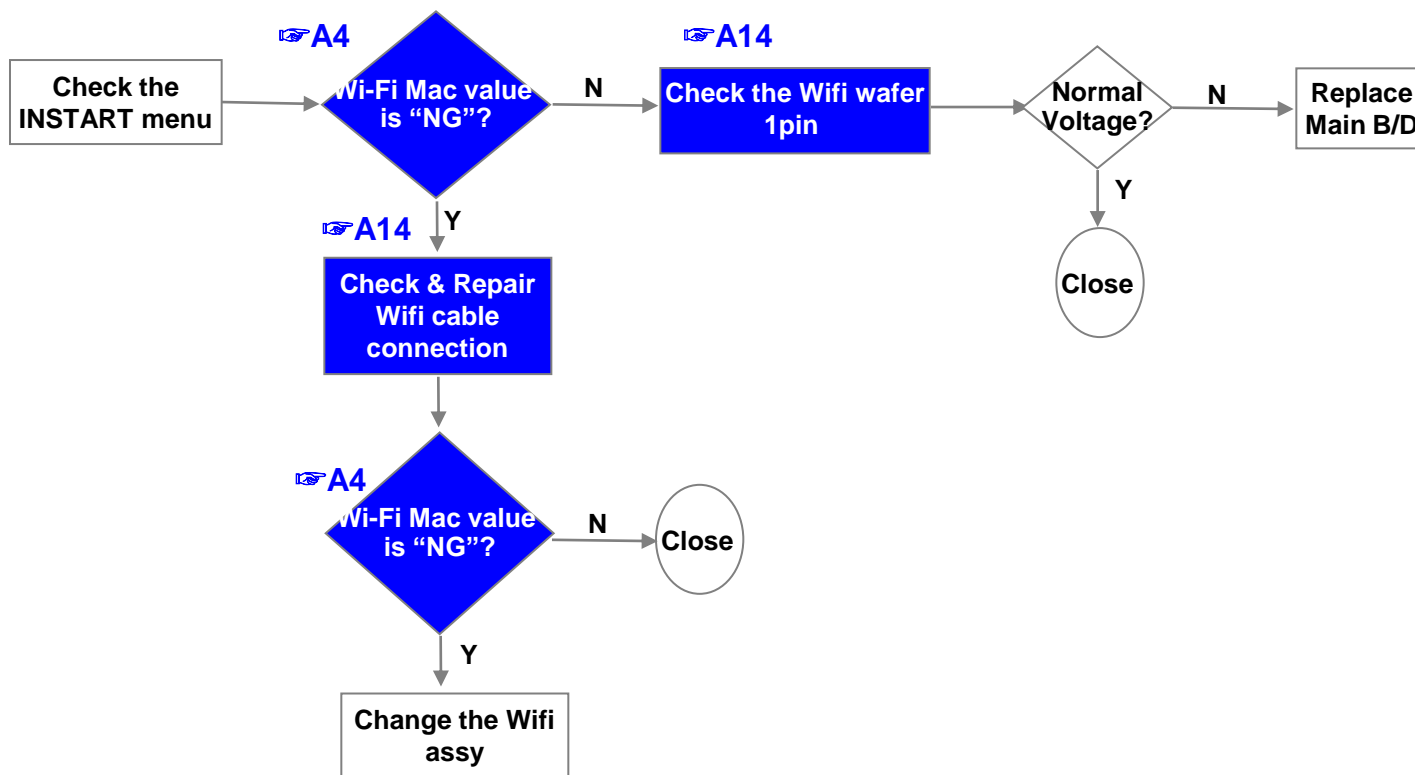 ☞A4
☞A14
Check the
INSTART menu
Wi-Fi Mac value
is “NG”?
N
Check the Wifi wafer
1pin
Normal
Voltage?
N
Replace
Main B/D
Y
☞A14
Y
Close
Check & Repair
Wifi cable
connection
☞A4
Wi-Fi Mac value
is “NG”?
N
Close
Y
Change the Wifi
assy